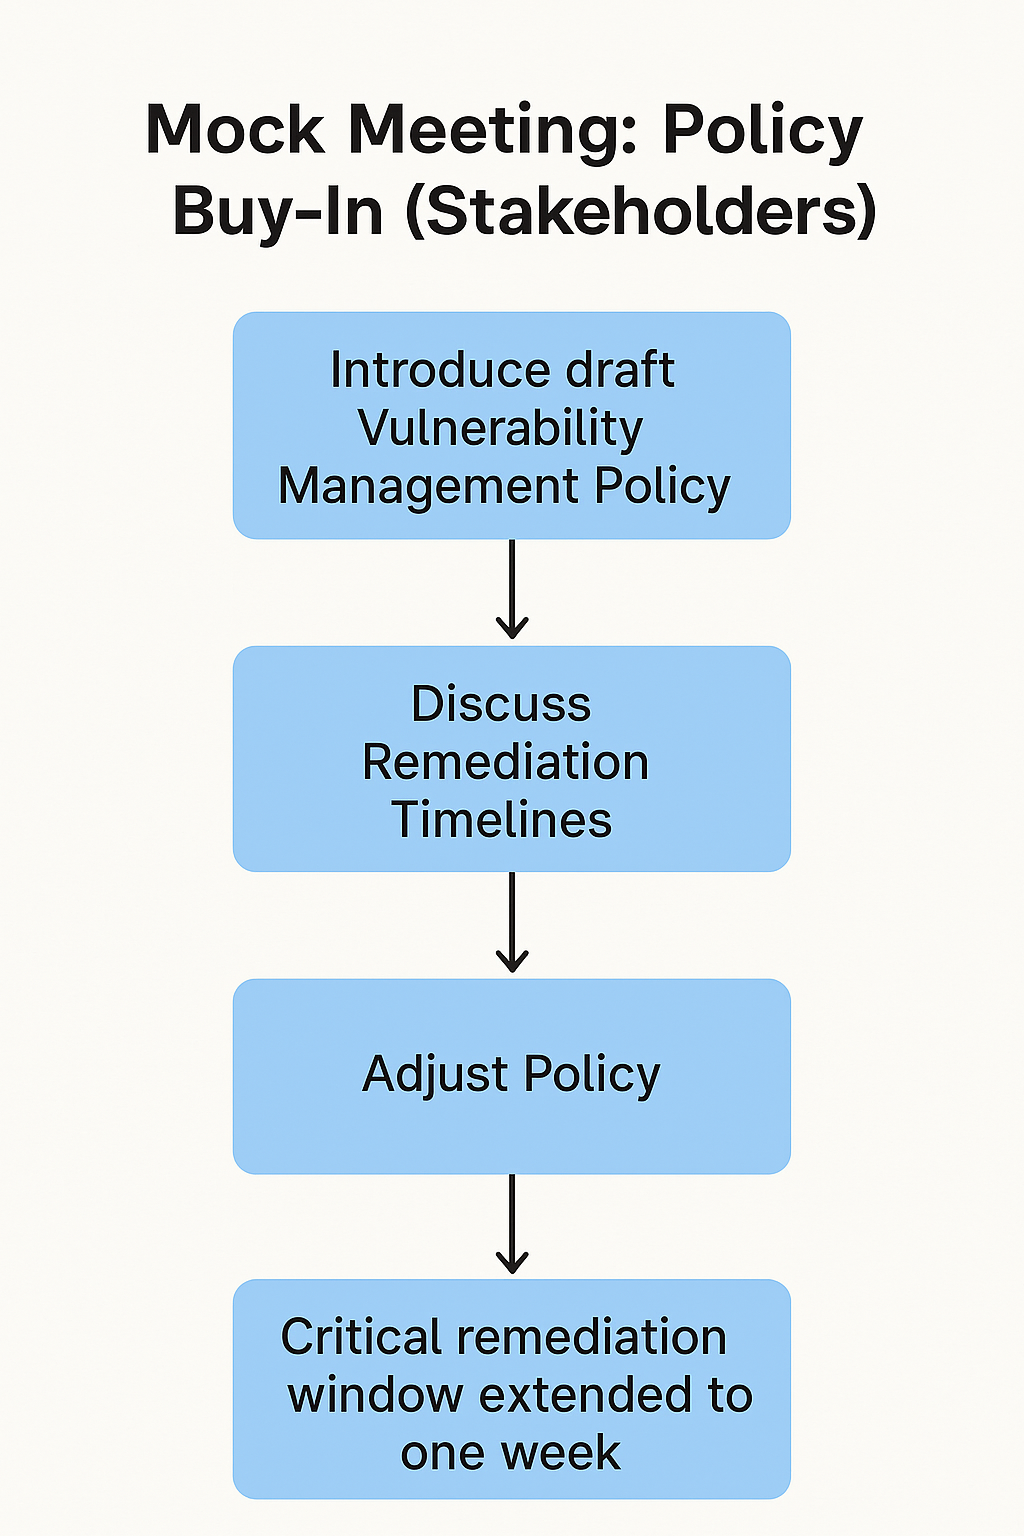 Mock Meeting: Policy
Buy-In (Stakeholders)
Introduce draft
Vulnerability
Management Policy
Discuss
Remediation
Timelines
Adjust Policy
Critical remediation
window extended to
one week